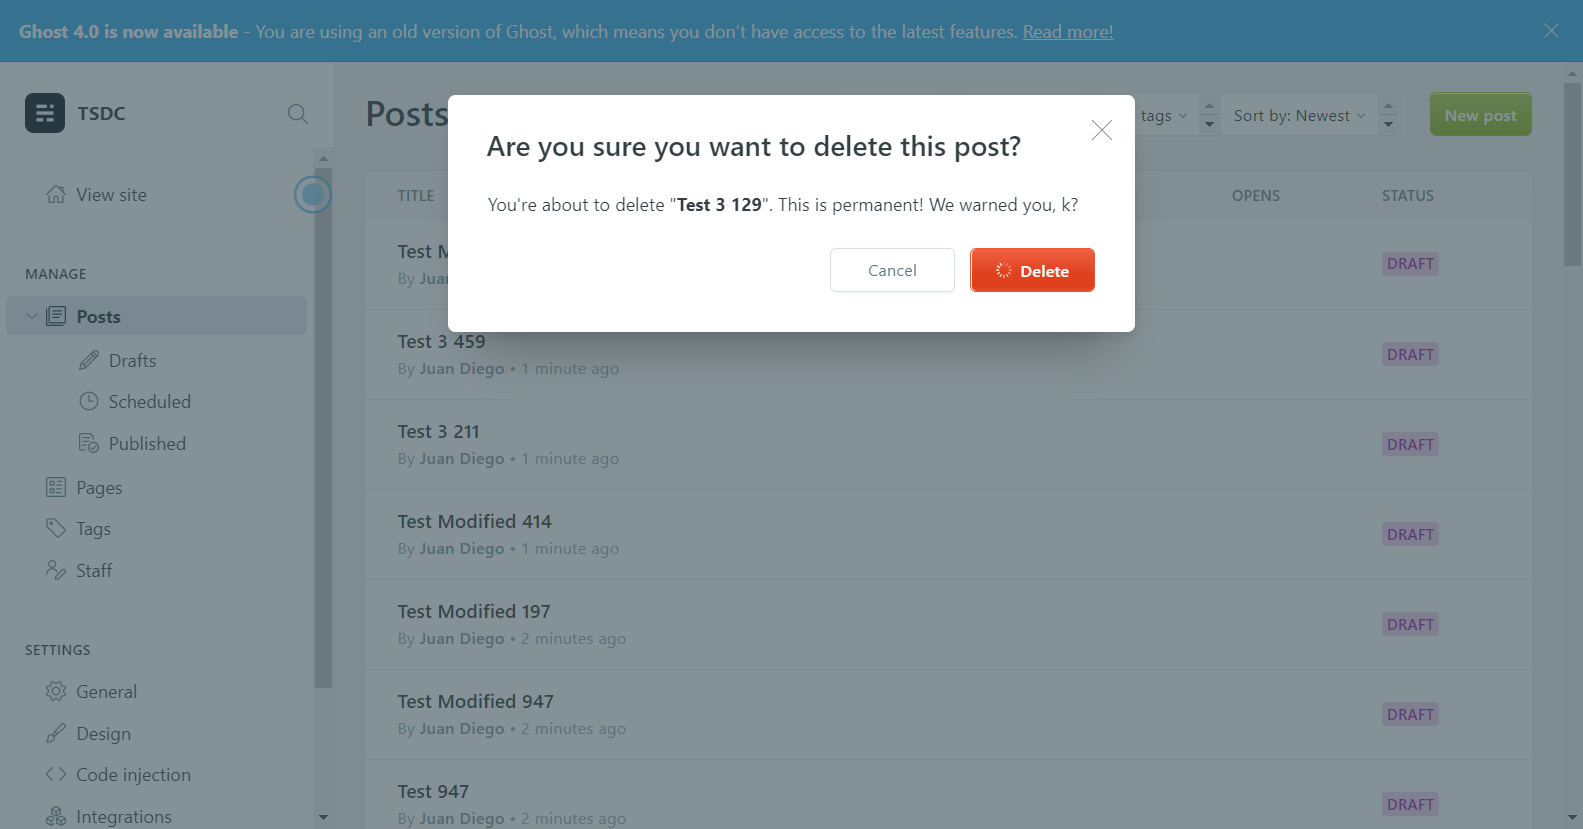 Ghost 4.0 is now available - You are using an old version of Ghost, which means you don't have access to the latest features. Read more!
TSDC
View site
MANAGE
Posts
Drafts
Scheduled
Published
Pages
Tags
Staff
SETTINGS
General
Design
Code injection
Integrations
Posts
tags
Sort by: Newest
New post
Are you sure you want to delete this post?
You're about to delete "Test 3 129". This is permanent! We warned you, k?
Cancel
Delete
TITLE
OPENS
STATUS
Test M
By Jua
DRAFT
Test 3 459
By Juan Diego • 1 minute ago
DRAFT
Test 3 211
By Juan Diego • 1 minute ago
DRAFT
Test Modified 414
By Juan Diego • 1 minute ago
DRAFT
Test Modified 197
By Juan Diego • 2 minutes ago
DRAFT
Test Modified 947
By Juan Diego • 2 minutes ago
DRAFT
Test 947
By Juan Diego • 2 minutes ago
DRAFT